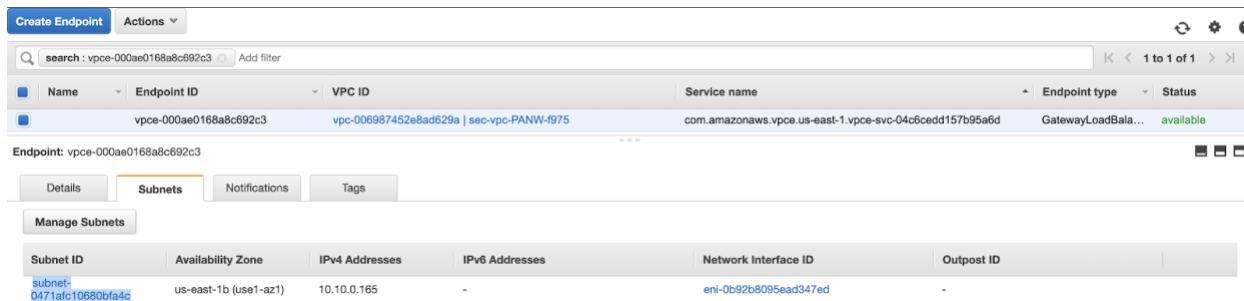 Create Endpoint Actions
search : vpce-000ae0168a8c692c3 Add filter 1 to 1 of 1
Name Endpoint ID VPC ID Service name Endpoint type Status
vpce-000ae0168a8c692c3 vpc-006987452e8ad629a | sec-vpc-PANW-f975 com.amazonaws.vpce.us-east-1.vpce-svc-04c6cedd157b95a6d GatewayLoadBala... available
Endpoint: vpce-000ae0168a8c692c3
Details Subnets Notifications Tags
Manage Subnets
Subnet ID Availability Zone IPv4 Addresses IPv6 Addresses Network Interface ID Outpost ID
subnet-
0471afc10680bfa4c us-east-1b (use1-az1) 10.10.0.165 - eni-0b92b8095ead347ed -